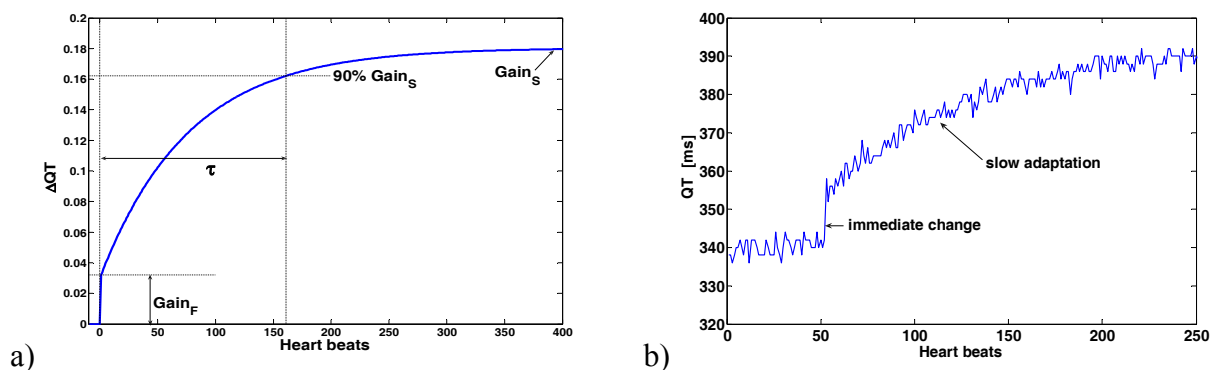 0.2
0.18
0.16
0.14
0.12
0.1
0.08
0.06
0.04
0.02
0
ΔQT
90% Gain_S
Gain_S
τ
Gain_F
0 50 100 150 200 250 300 350 400
Heart beats
a)
400
390
380
370
360
350
340
330
320
QT [ms]
slow adaptation
immediate change
0 50 100 150 200 250
Heart beats
b)